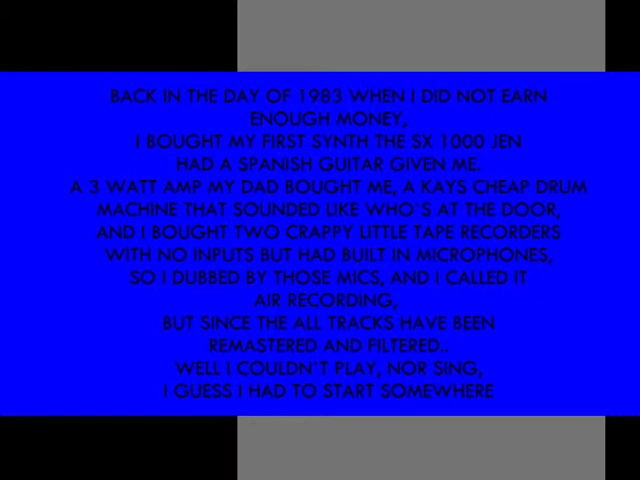 BACK IN THE DAY OF 1983 WHEN I DID NOT EARN
ENOUGH MONEY,
I BOUGHT MY FIRST SYNTH THE SX 1000 JEN
HAD A SPANISH GUITAR GIVEN ME.
A 3 WATT AMP MY DAD BOUGHT ME, A KAYS CHEAP DRUM
MACHINE THAT SOUNDED LIKE WHO'S AT THE DOOR,
AND I BOUGHT TWO CRAPPY LITTLE TAPE RECORDERS
WITH NO INPUTS BUT HAD BUILT IN MICROPHONES,
SO I DUBBED BY THOSE MICS, AND I CALLED IT
AIR RECORDING,
BUT SINCE THE ALL TRACKS HAVE BEEN
REMASTERED AND FILTERED..
WELL I COULDN'T PLAY, NOR SING,
I GUESS I HAD TO START SOMEWHERE